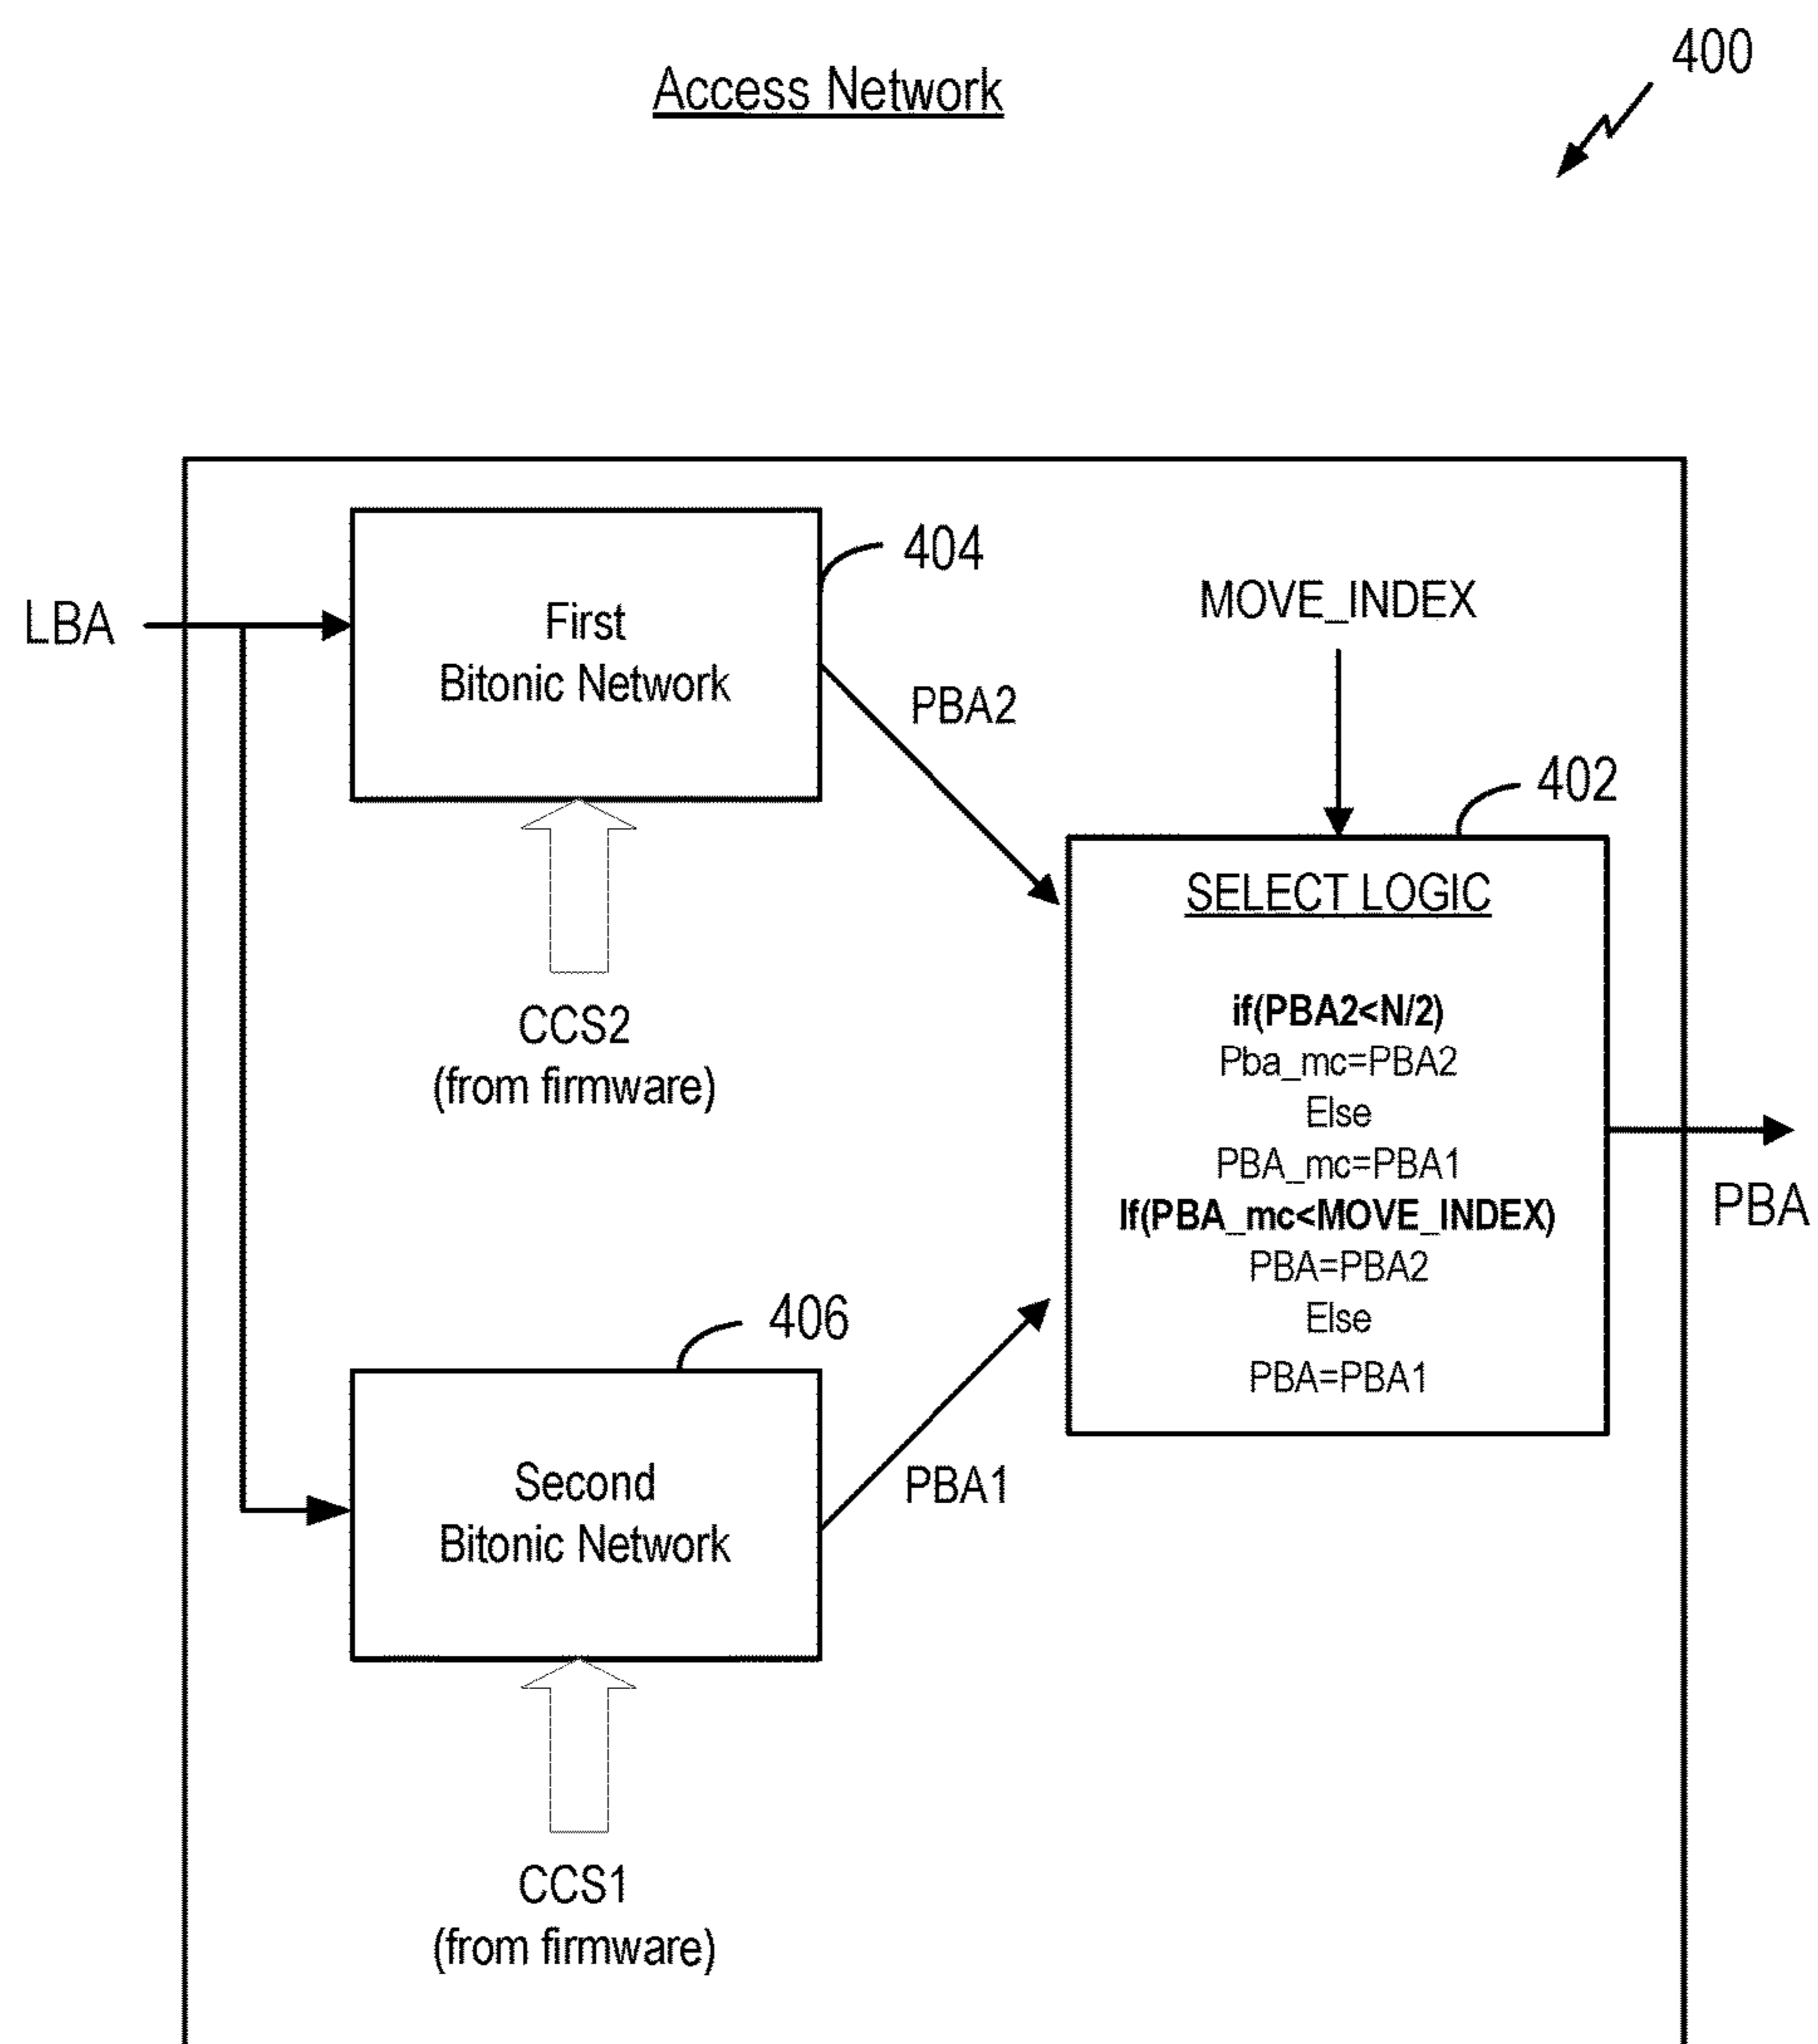 400
Access Network
404
LBA
First
Bitonic Network
MOVE_INDEX
PBA2
402
SELECT LOGIC
CCS2
(from firmware)
if(PBA2<N/2)
Pba_mc=PBA2
Else
PBA_mc=PBA1
If(PBA_mc<MOVE_INDEX)
PBA=PBA2
Else
PBA=PBA1
PBA
406
Second
Bitonic Network
PBA1
CCS1
(from firmware)